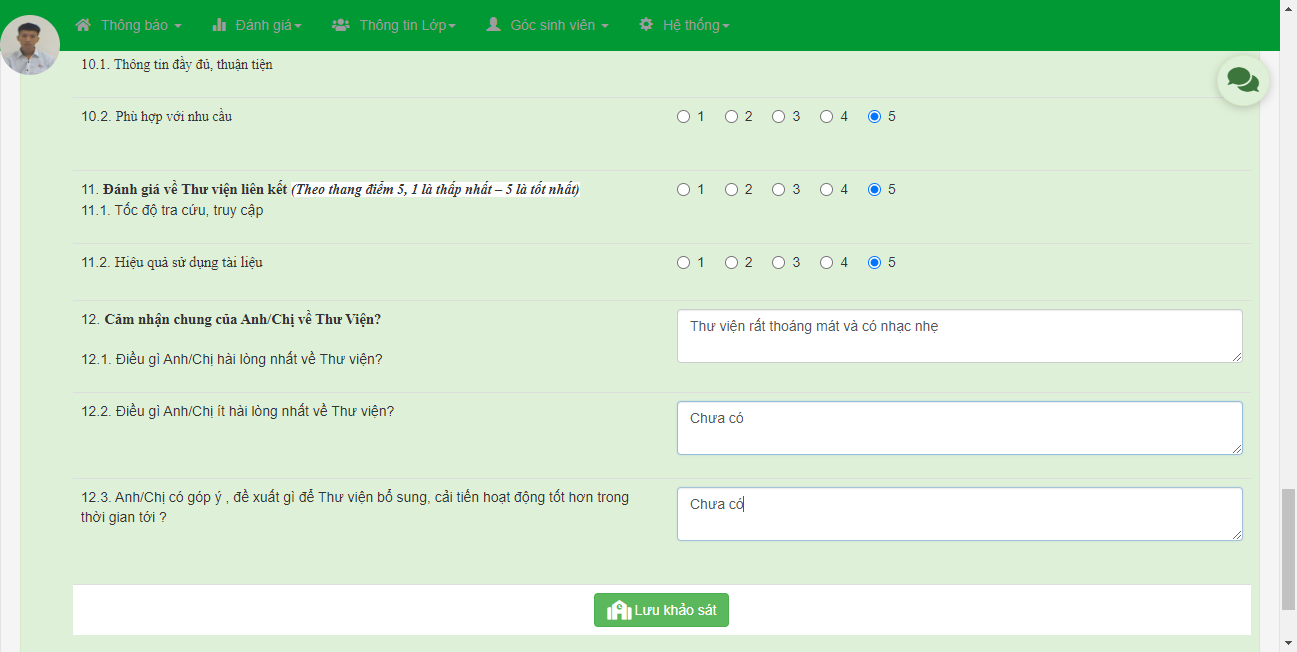 Thông báo Đánh giá Thông tin Lớp Góc sinh viên Hệ thống
10.1. Thông tin đầy đủ, thuận tiện
10.2. Phù hợp với nhu cầu 1 2 3 4 5
11. Đánh giá về Thư viện liên kết (Theo thang điểm 5, 1 là thấp nhất – 5 là tốt nhất) 1 2 3 4 5
11.1. Tốc độ tra cứu, truy cập
11.2. Hiệu quả sử dụng tài liệu 1 2 3 4 5
12. Cảm nhận chung của Anh/Chị về Thư Viện?
Thư viện rất thoáng mát và có nhạc nhẹ
12.1. Điều gì Anh/Chị hài lòng nhất về Thư viện?
12.2. Điều gì Anh/Chị ít hài lòng nhất về Thư viện?
Chưa có
12.3. Anh/Chị có góp ý , đề xuất gì để Thư viện bổ sung, cải tiến hoạt động tốt hơn trong
thời gian tới ?
Chưa có
Lưu khảo sát